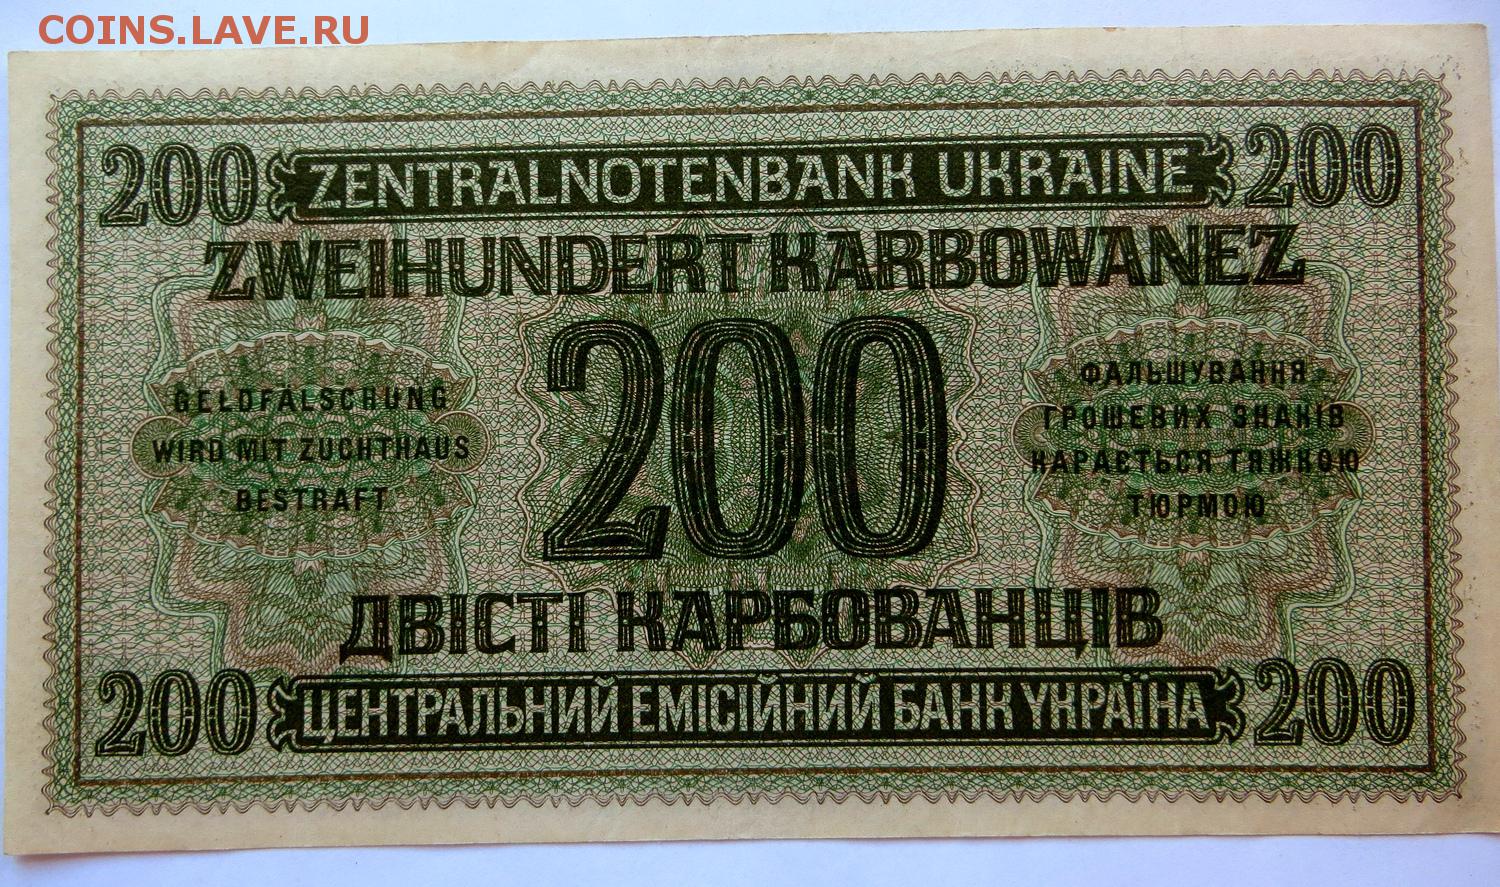 COINS.LAVE.RU
200 ZENTRALNOTENBANK UKRAINE 200
ZWEIHUNDERT KARBOWANEZ
200
GELDFÄLSCHUNG
WIRD MIT ZUCHTHAUS
BESTRAFT
ФАЛЬШУВАННЯ
ГРОШЕВИХ ЗНАКІВ
КАРАЄТЬСЯ ТЯЖКОЮ
ТЮРМОЮ
ДВІСТІ КАРБОВАНЦІВ
200 ЦЕНТРАЛЬНИЙ ЕМІСІЙНИЙ БАНК УКРАЇНА 200